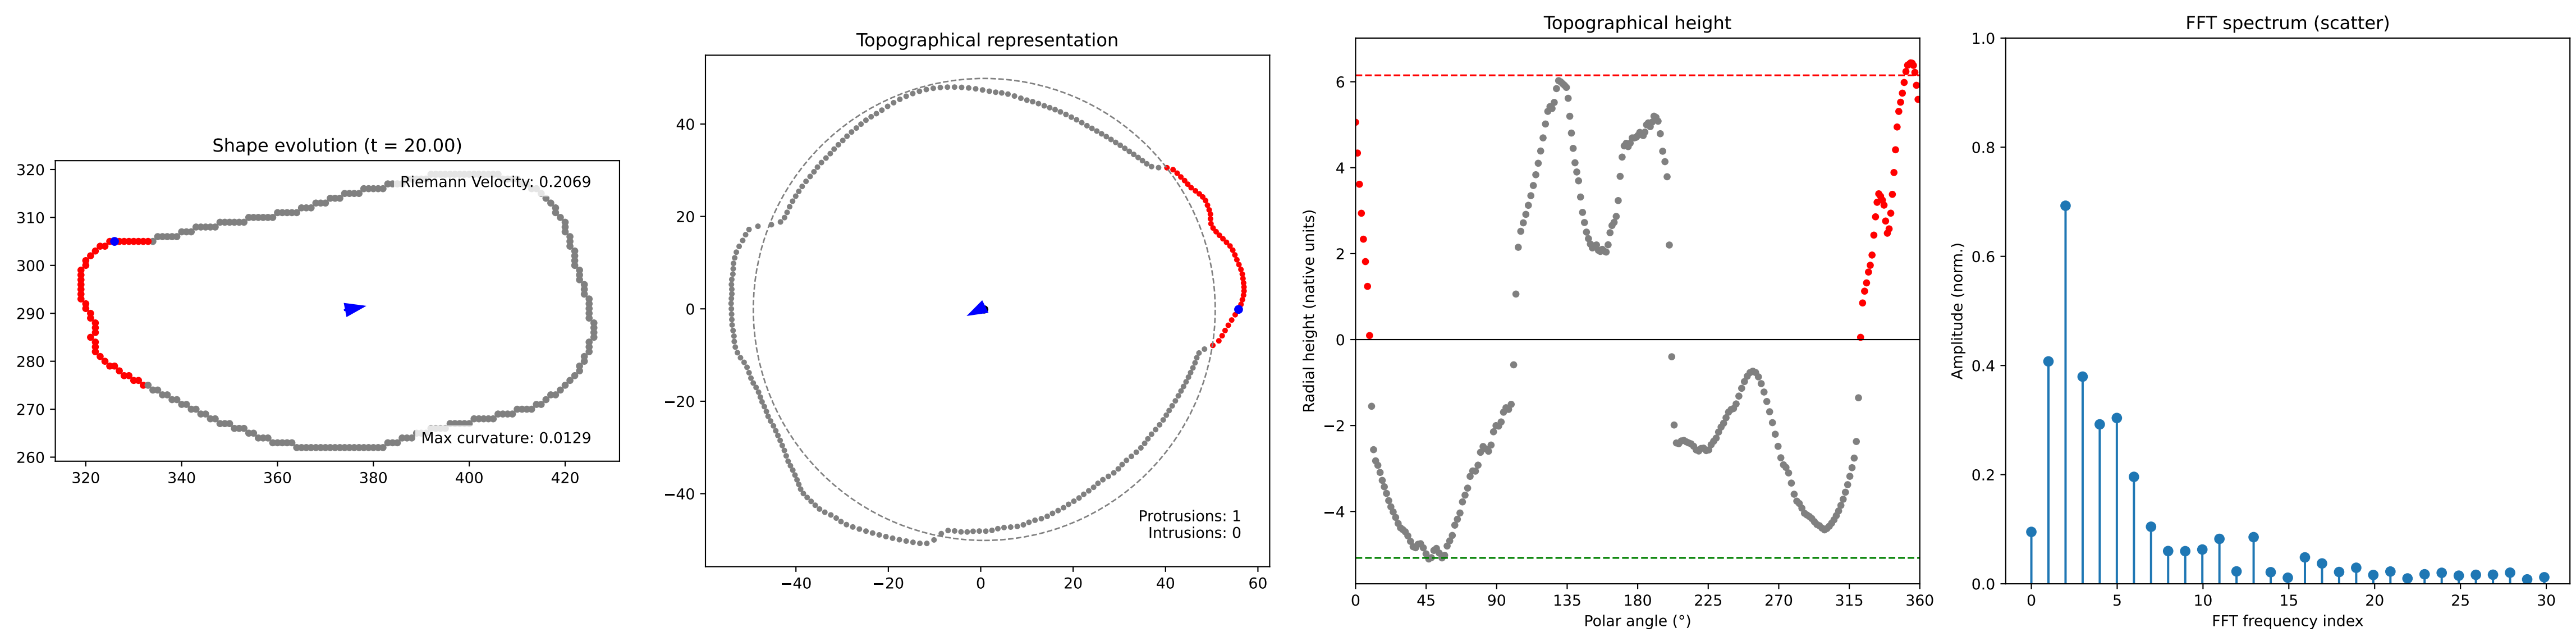 Shape evolution (t = 20.00)
320
310
300
290
280
270
260
Riemann Velocity: 0.2069
Max curvature: 0.0129
320 340 360 380 400 420
Topographical representation
40
20
0
−20
−40
Protrusions: 1
Intrusions: 0
−40 −20 0 20 40 60
Topographical height
Radial height (native units)
6
4
2
0
−2
−4
0 45 90 135 180 225 270 315 360
Polar angle (°)
FFT spectrum (scatter)
Amplitude (norm.)
1.0
0.8
0.6
0.4
0.2
0.0
0 5 10 15 20 25 30
FFT frequency index